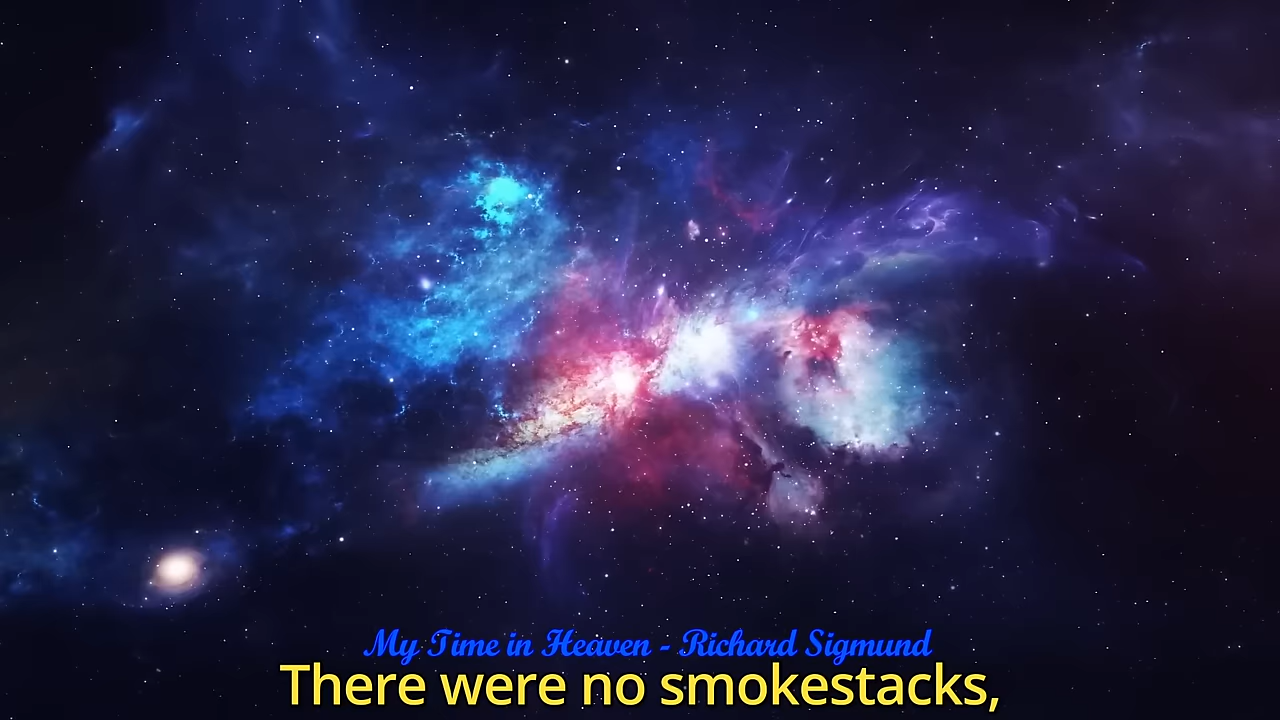 My Time in Heaven - Richard Sigmund
There were no smokestacks,